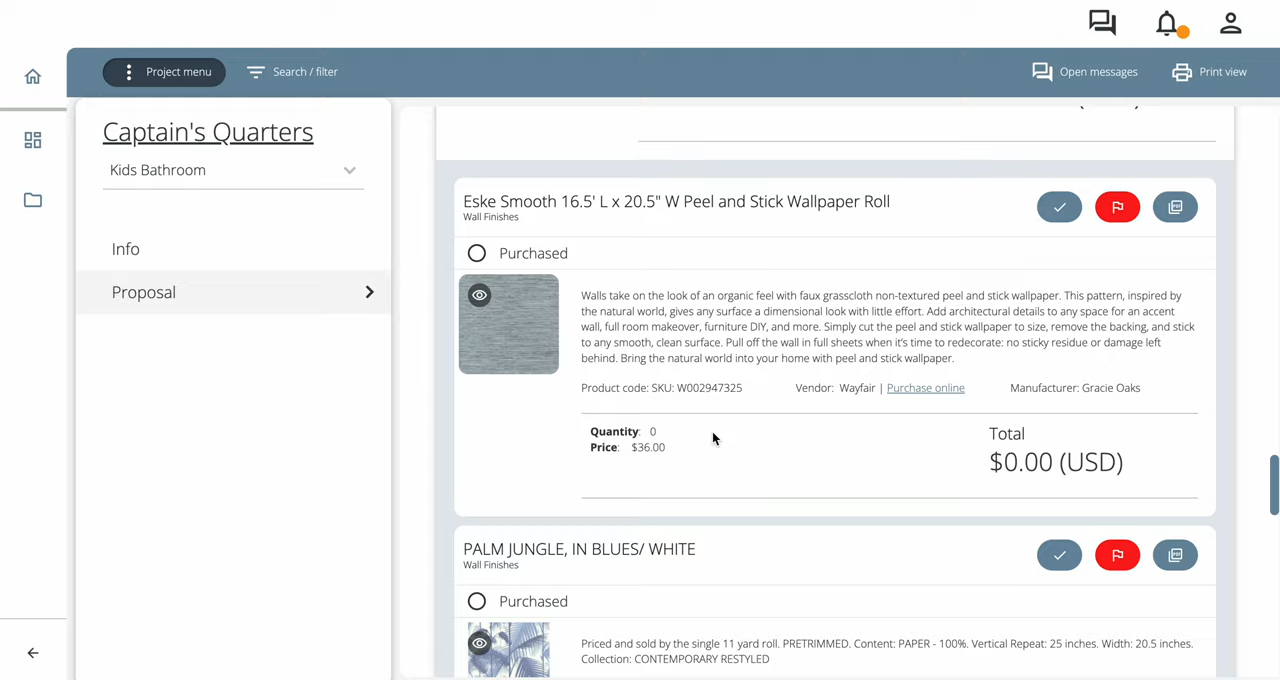 Project menu
Search / filter
Open messages
Print view
Captain's Quarters
Kids Bathroom
Info
Proposal
Eske Smooth 16.5' L x 20.5" W Peel and Stick Wallpaper Roll
Wall Finishes
Purchased
Walls take on the look of an organic feel with faux grasscloth non-textured peel and stick wallpaper. This pattern, inspired by
the natural world, gives any surface a dimensional look with little effort. Add architectural details to any space for an accent
wall, full room makeover, furniture DIY, and more. Simply cut the peel and stick wallpaper to size, remove the backing, and stick
to any smooth, clean surface. Pull off the wall in full sheets when it's time to redecorate: no sticky residue or damage left
behind. Bring the natural world into your home with peel and stick wallpaper.
Product code: SKU: W002947325 Vendor: Wayfair | Purchase online Manufacturer: Gracie Oaks
Quantity: 0
Price: $36.00
Total
$0.00 (USD)
PALM JUNGLE, IN BLUES/ WHITE
Wall Finishes
Purchased
Priced and sold by the single 11 yard roll. PRETRIMMED. Content: PAPER - 100%. Vertical Repeat: 25 inches. Width: 20.5 inches.
Collection: CONTEMPORARY RESTYLED